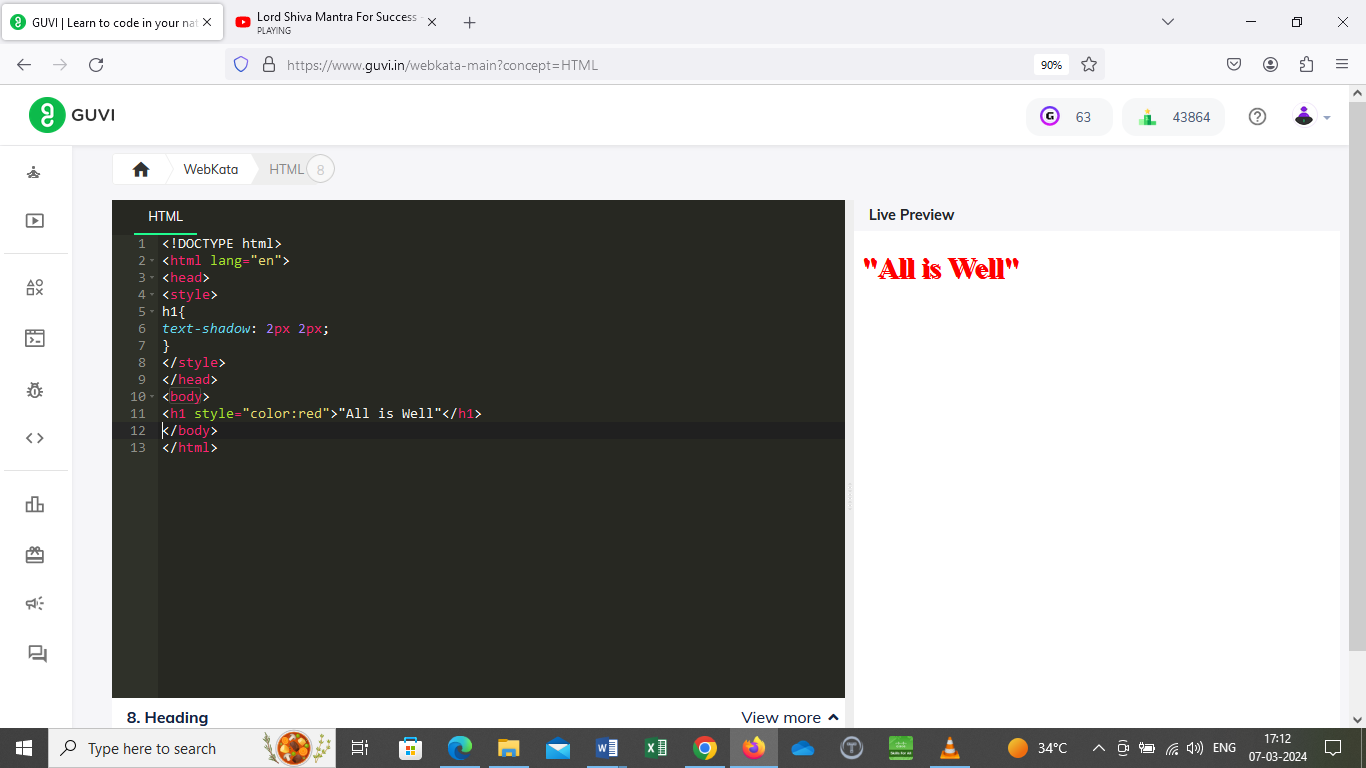 GUVI | Learn to code in your nat
Lord Shiva Mantra For Success -
PLAYING
https://www.guvi.in/webkata-main?concept=HTML
90%
GUVI
G
63
43864
WebKata
HTML
8
HTML
Live Preview
1 <!DOCTYPE html>
2 <html lang="en">
3 <head>
4 <style>
5 h1{
6 text-shadow: 2px 2px;
7 }
8 </style>
9 </head>
10 <body>
11 <h1 style="color:red">"All is Well"</h1>
12 </body>
13 </html>
"All is Well"
8. Heading
View more
Type here to search
34°C
ENG
17:12
07-03-2024